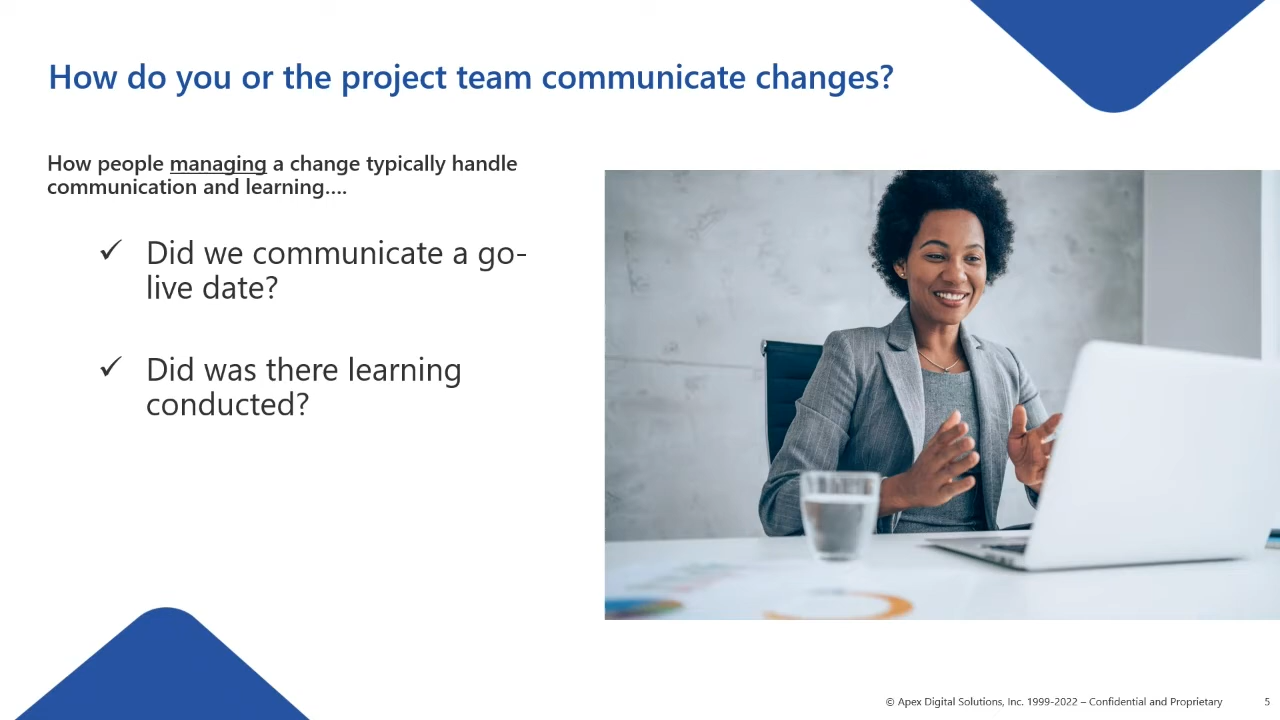 How do you or the project team communicate changes?
How people managing a change typically handle
communication and learning....
✓ Did we communicate a go-
live date?
✓ Did was there learning
conducted?
© Apex Digital Solutions, Inc. 1999-2022 – Confidential and Proprietary 5